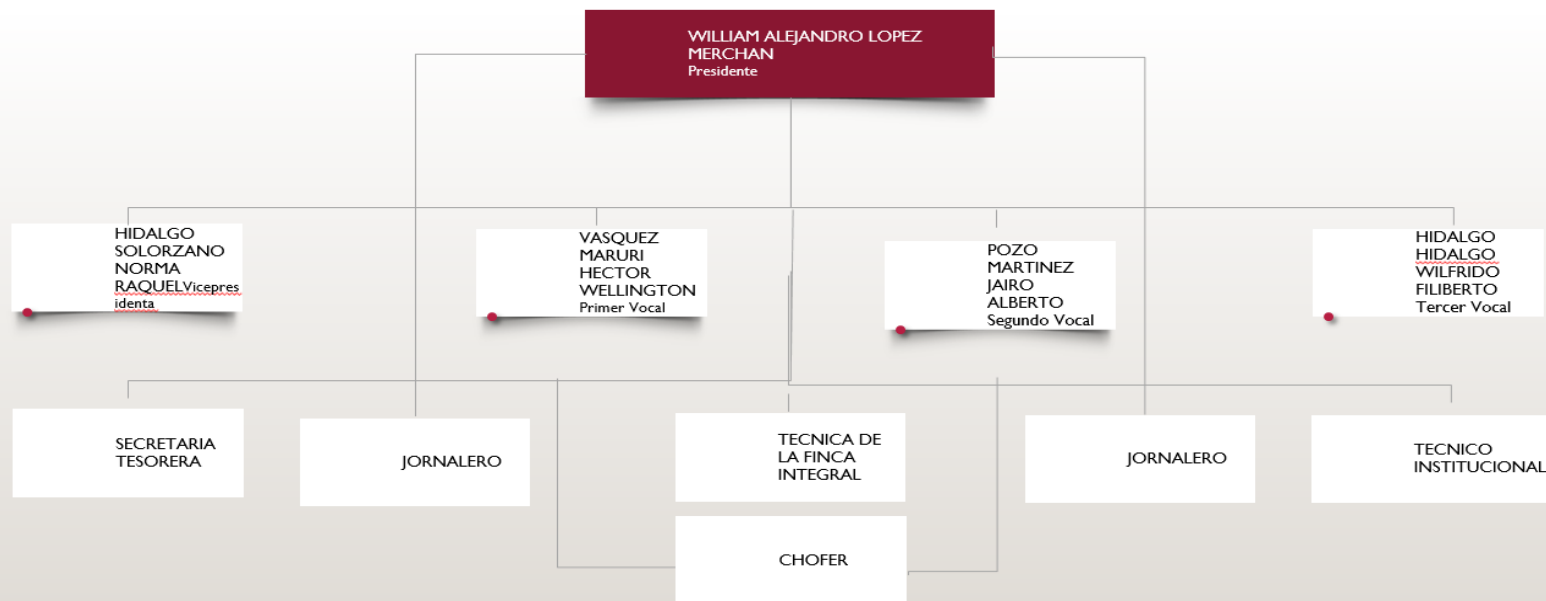 WILLIAM ALEJANDRO LOPEZ
MERCHAN
Presidente
HIDALGO
SOLORZANO
NORMA
RAQUELVicepres
identa
VASQUEZ
MARURI
HECTOR
WELLINGTON
Primer Vocal
POZO
MARTINEZ
JAIRO
ALBERTO
Segundo Vocal
HIDALGO
HIDALGO
WILFRIDO
FILIBERTO
Tercer Vocal
SECRETARIA
TESORERA
JORNALERO
TECNICA DE
LA FINCA
INTEGRAL
JORNALERO
TECNICO
INSTITUCIONAL
CHOFER